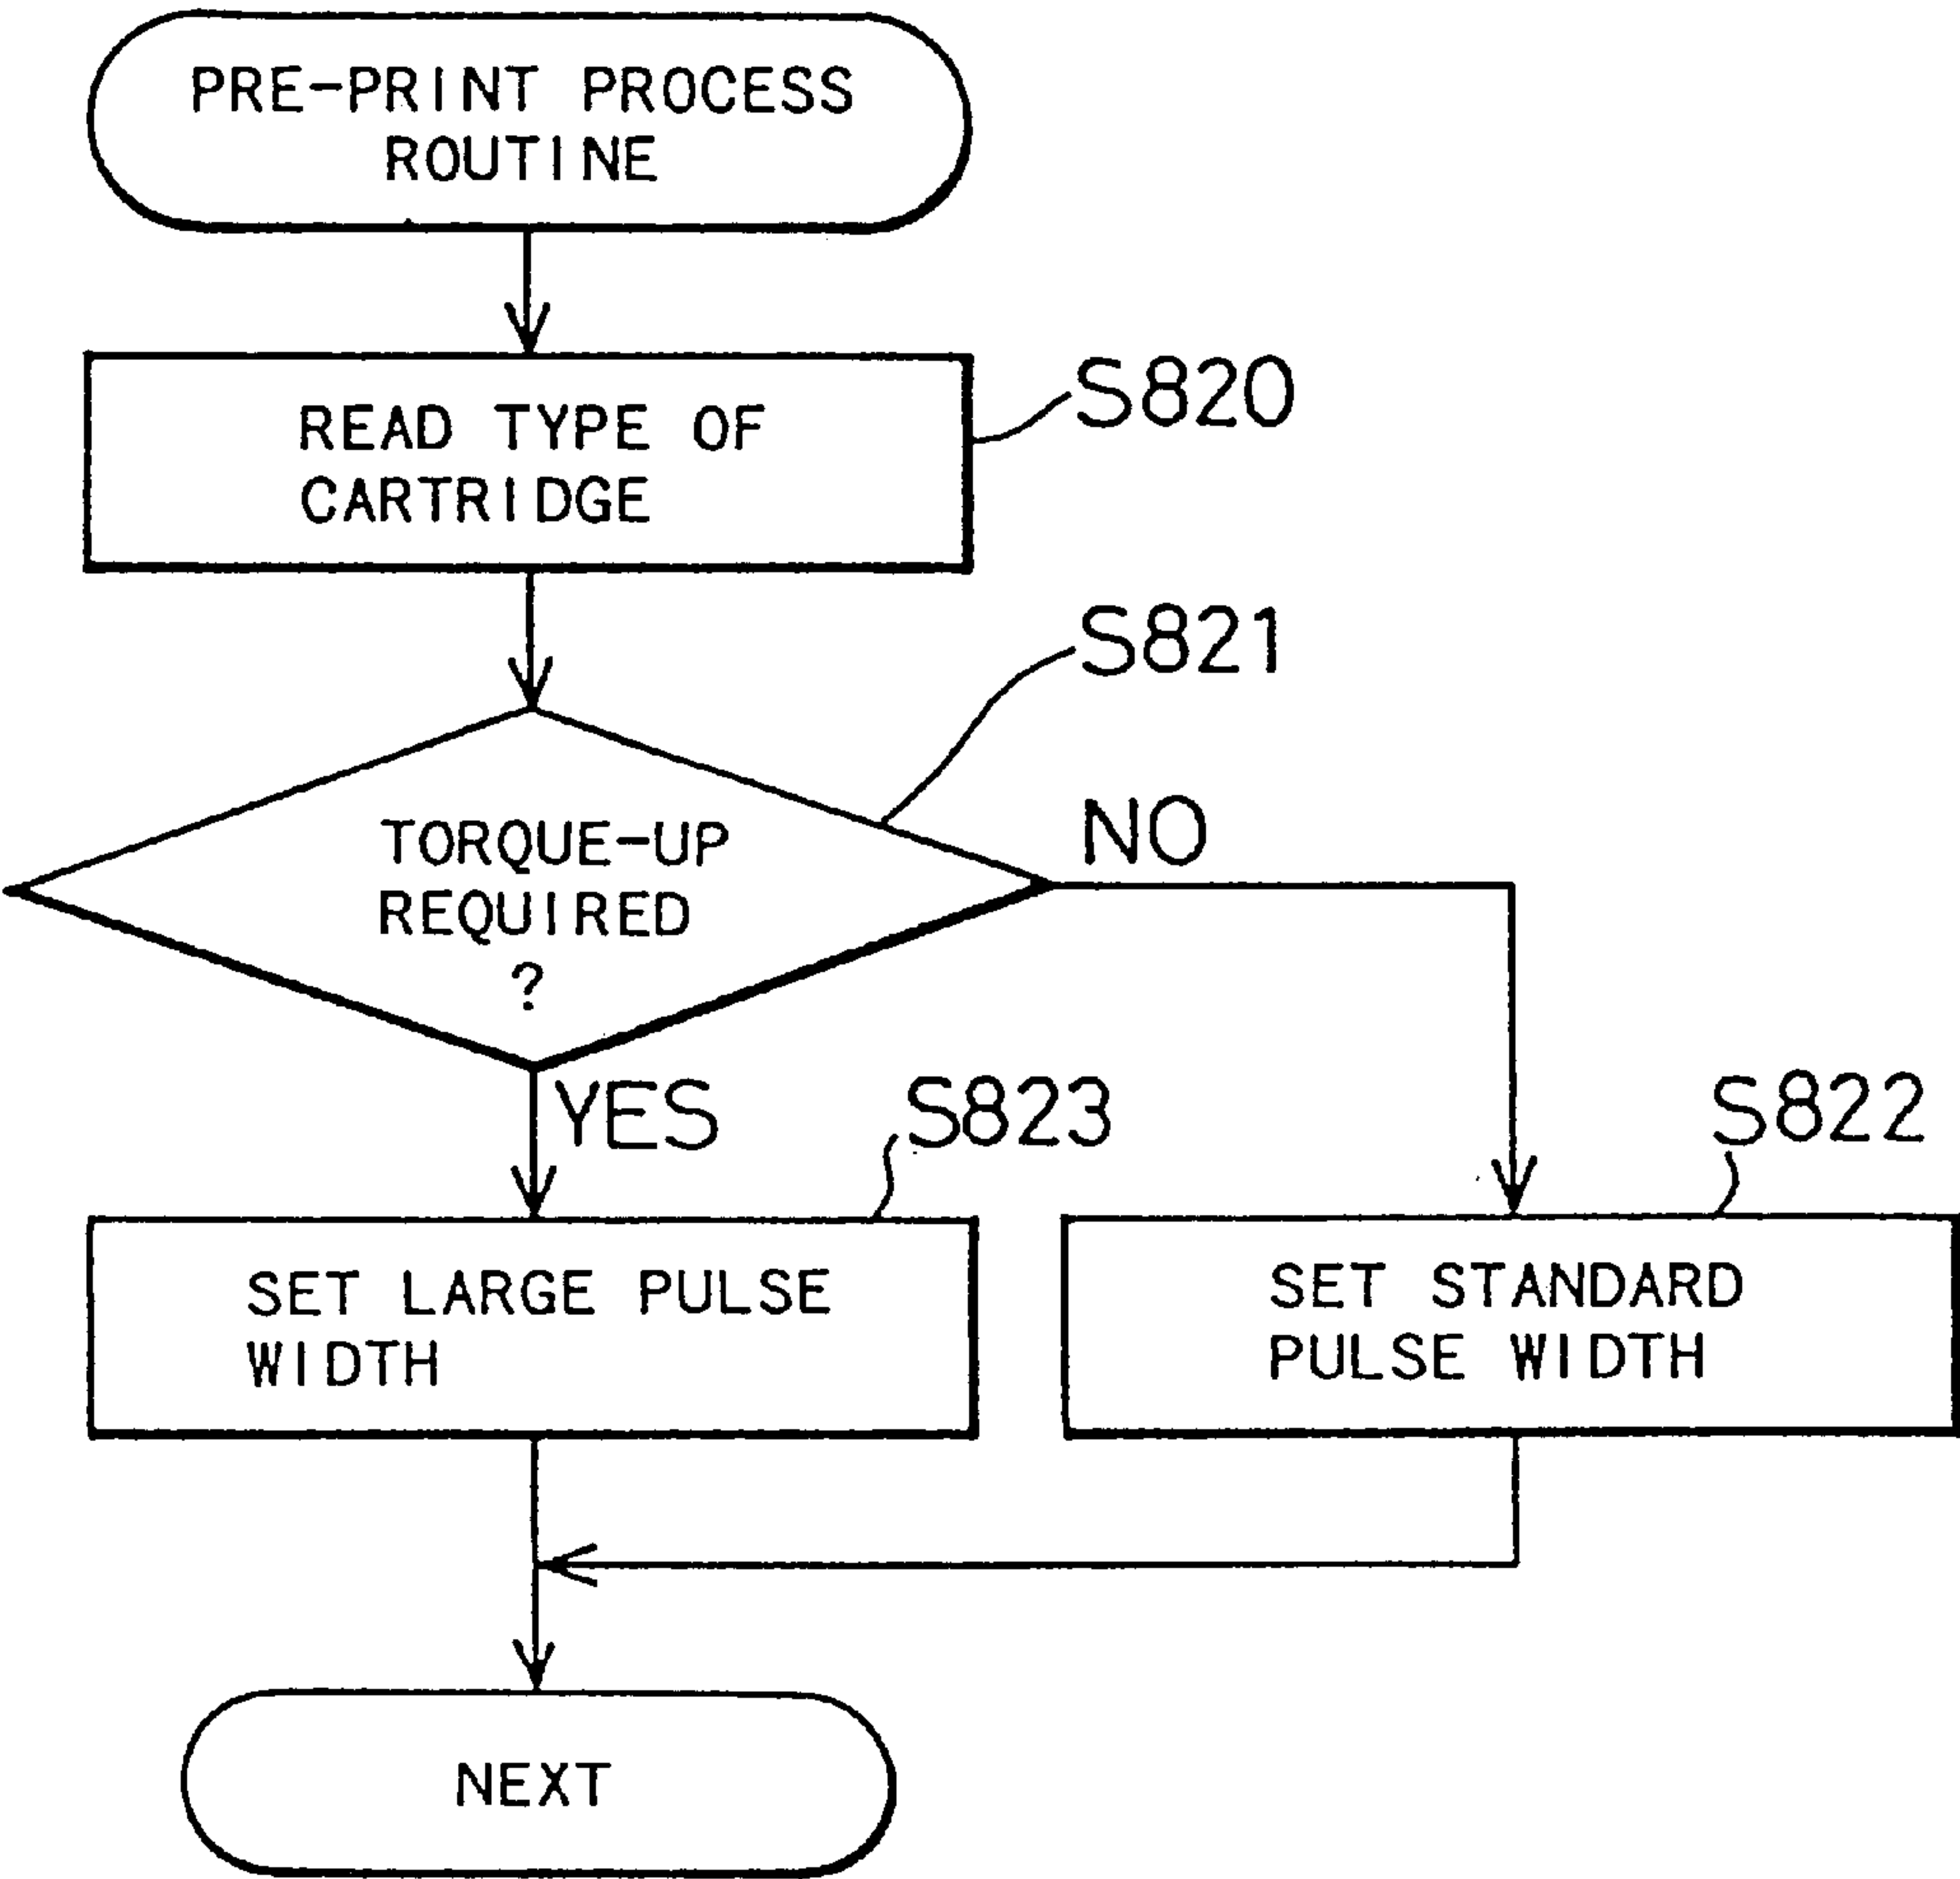 PRE-PRINT PROCESS
ROUTINE
READ TYPE OF
CARTRIDGE
S820
S821
TORQUE-UP
REQUIRED
?
NO
YES
S823
S822
SET LARGE PULSE
WIDTH
SET STANDARD
PULSE WIDTH
NEXT